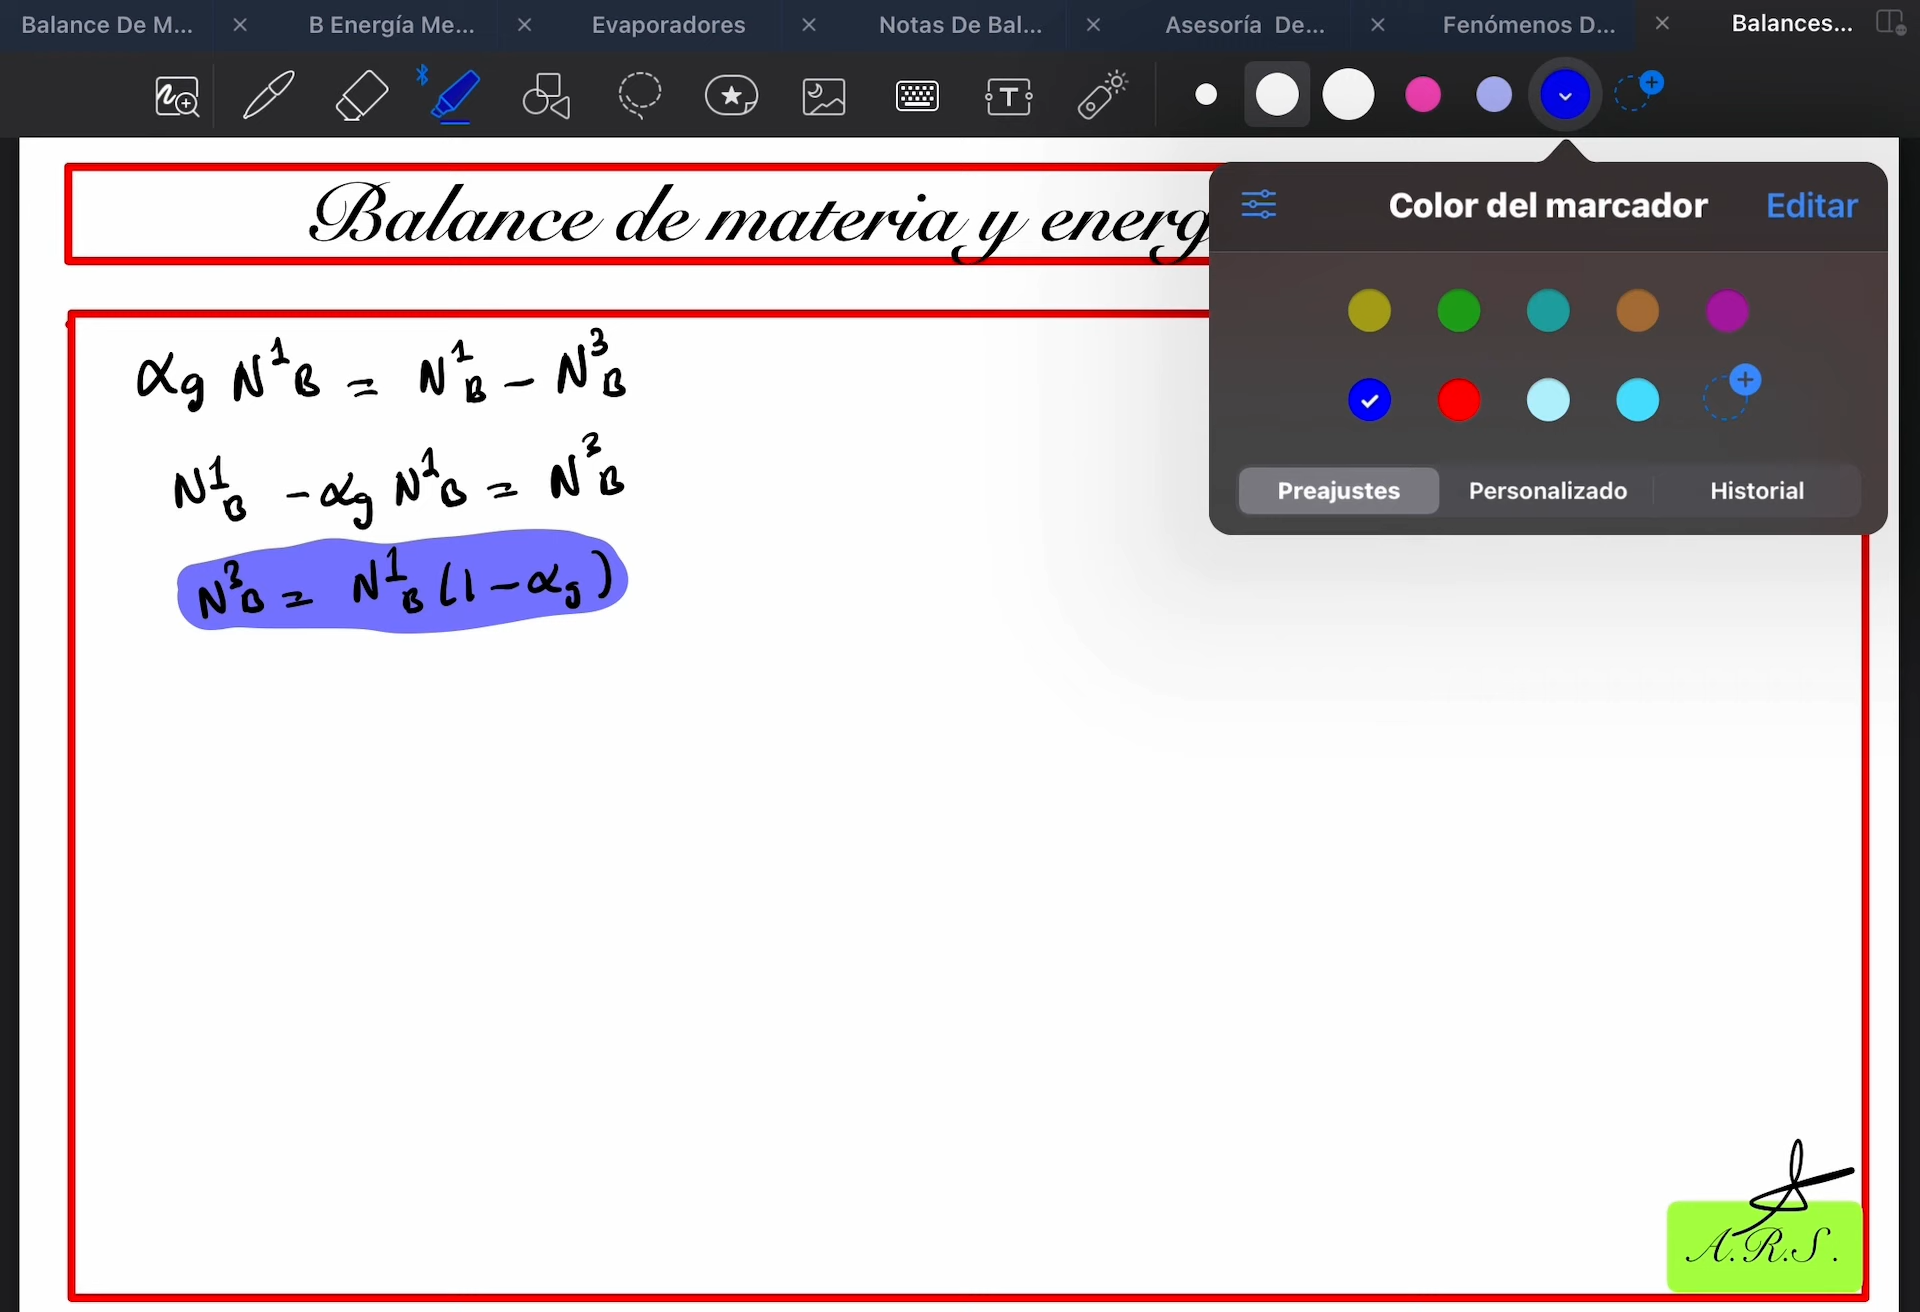 Balance De M... B Energía Me... Evaporadores Notas De Bal... Asesoría De... Fenómenos D... Balances...
T
Balance de materia y energ
Color del marcador Editar
Preajustes Personalizado Historial
αg N¹B = N¹B − N³B
N¹B − αg N¹B = N³B
N³B = N¹B (1 − αg)
A.R.S.